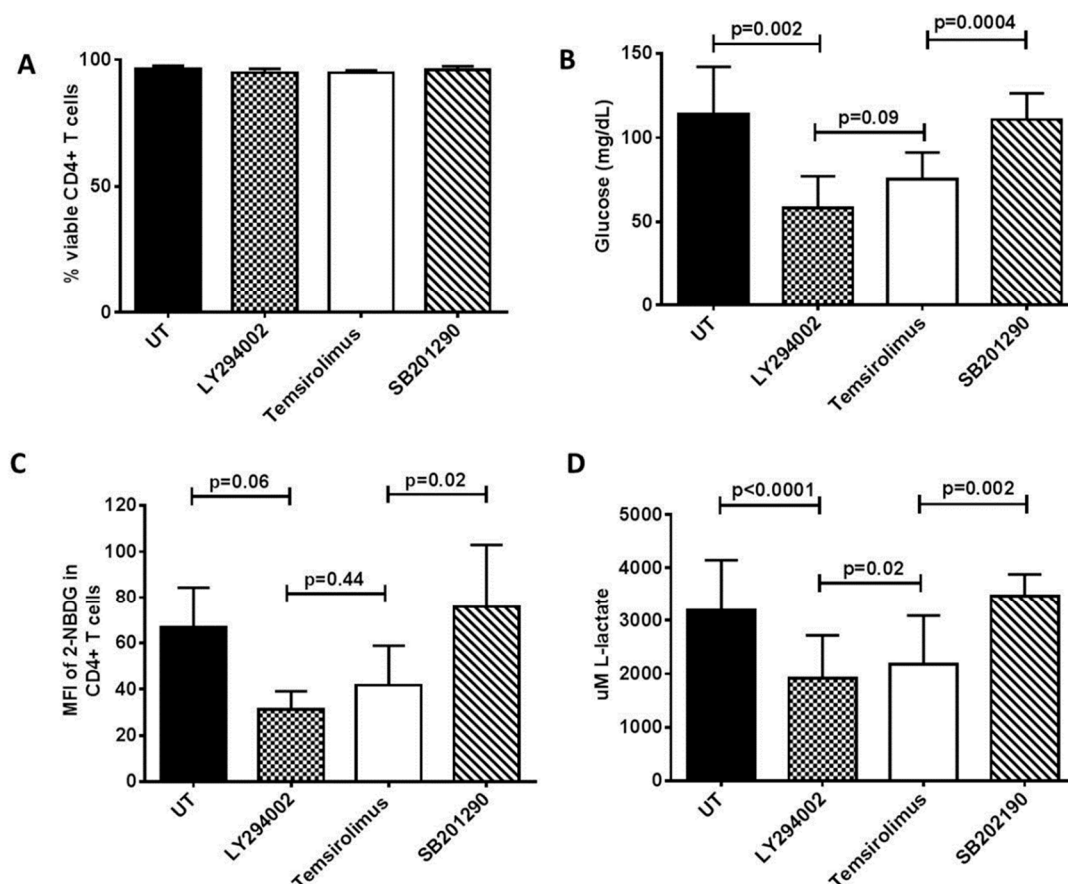 A
% viable CD4+ T cells
100
50
0
UT
LY294002
Temsirolimus
SB201290
B
p=0.002
p=0.0004
p=0.09
Glucose (mg/dL)
150
100
50
0
UT
LY294002
Temsirolimus
SB201290
C
p=0.06
p=0.02
p=0.44
MFI of 2-NBDG in
CD4+ T cells
120
100
80
60
40
20
0
UT
LY294002
Temsirolimus
SB201290
D
p<0.0001
p=0.002
p=0.02
uM L-lactate
5000
4000
3000
2000
1000
0
UT
LY294002
Temsirolimus
SB202190